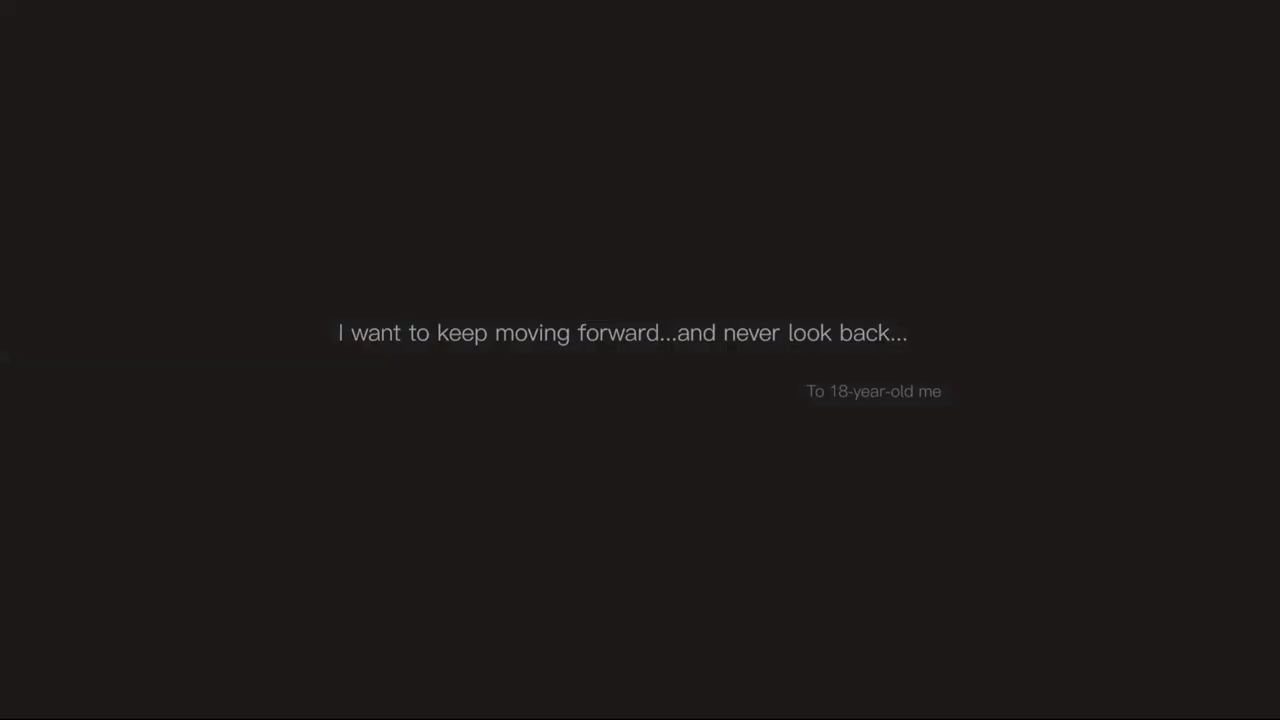 I want to keep moving forward...and never look back...
To 18-year-old me